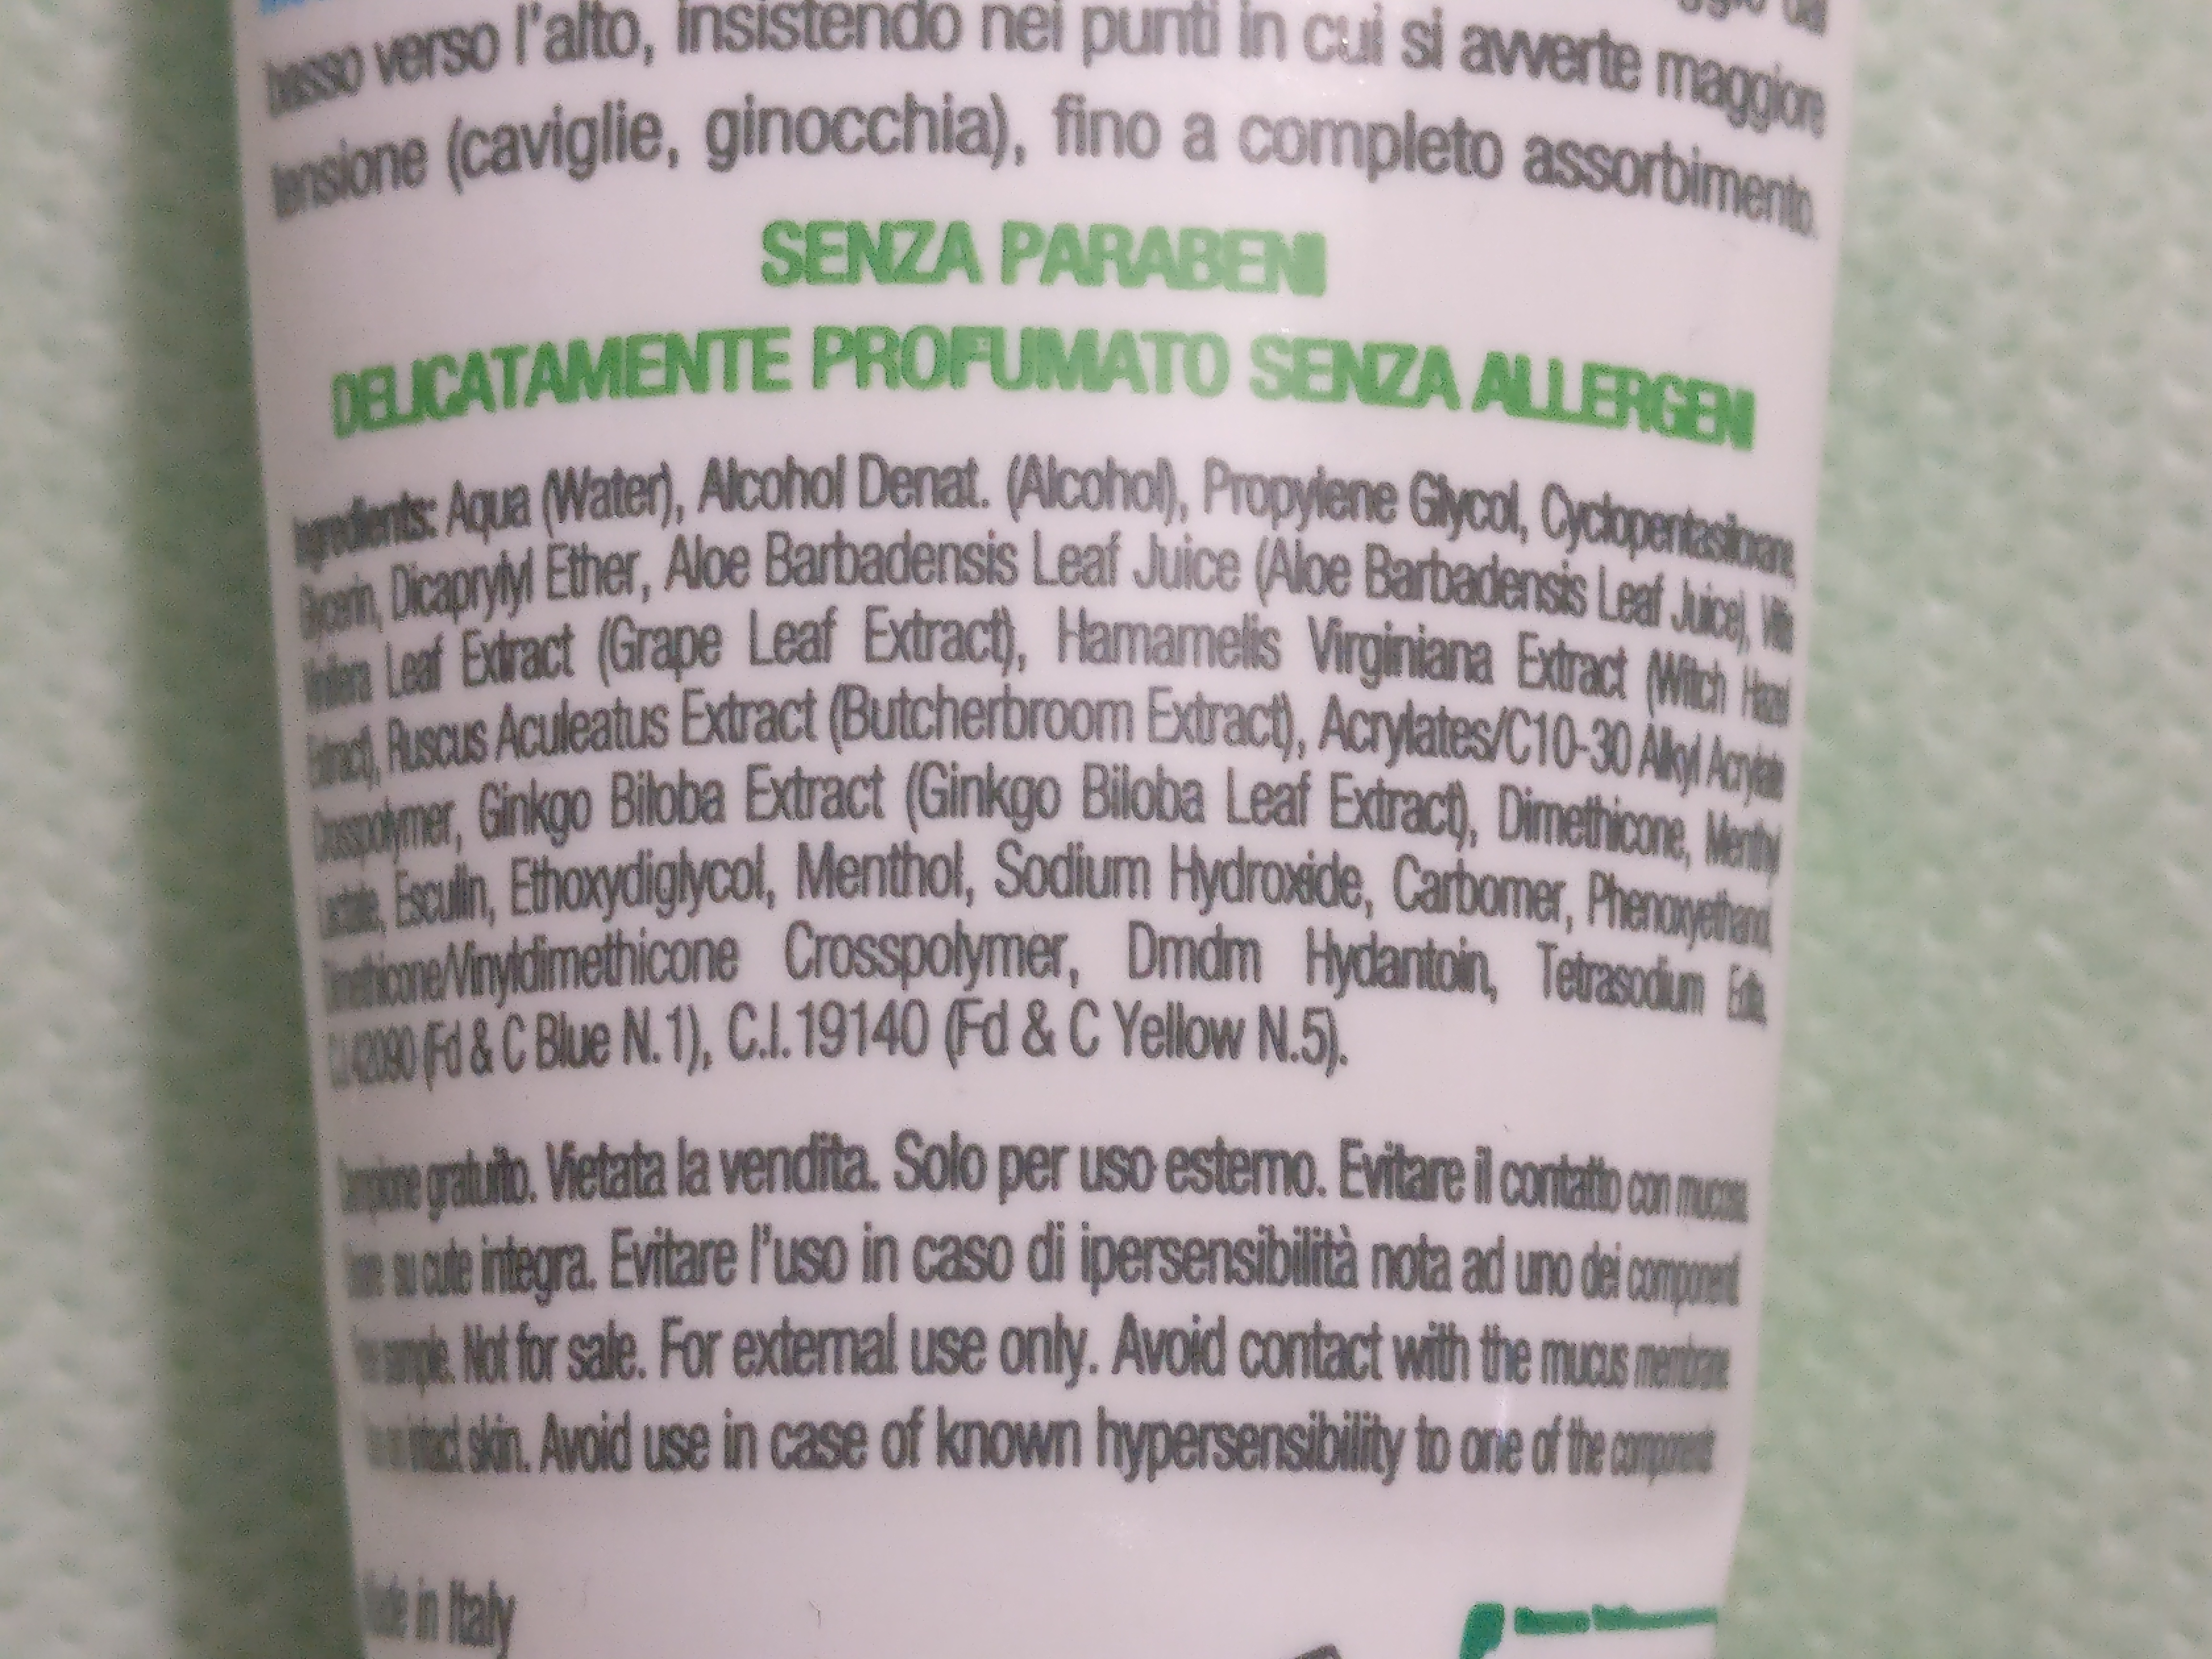 basso verso l'alto, insistendo nei punti in cui si avverte maggiore
tensione (caviglie, ginocchia), fino a completo assorbimento.
SENZA PARABENI
DELICATAMENTE PROFUMATO SENZA ALLERGENI
Ingredients: Aqua (Water), Alcohol Denat. (Alcohol), Propylene Glycol, Cyclopentasiloxane,
Glycerin, Dicaprylyl Ether, Aloe Barbadensis Leaf Juice (Aloe Barbadensis Leaf Juice), Vitis
Vinifera Leaf Extract (Grape Leaf Extract), Hamamelis Virginiana Extract (Witch Hazel
Extract), Ruscus Aculeatus Extract (Butcherbroom Extract), Acrylates/C10-30 Alkyl Acrylate
Crosspolymer, Ginkgo Biloba Extract (Ginkgo Biloba Leaf Extract), Dimethicone, Menthyl
Lactate, Esculin, Ethoxydiglycol, Menthol, Sodium Hydroxide, Carbomer, Phenoxyethanol,
Dimethicone/Vinyldimethicone Crosspolymer, Dmdm Hydantoin, Tetrasodium Edta,
C.I.42090 (Fd & C Blue N.1), C.I.19140 (Fd & C Yellow N.5).
Campione gratuito. Vietata la vendita. Solo per uso esterno. Evitare il contatto con mucose.
su cute integra. Evitare l'uso in caso di ipersensibilità nota ad uno dei componenti
Free sample. Not for sale. For external use only. Avoid contact with the mucus membrane
intact skin. Avoid use in case of known hypersensibility to one of the components
Made in Italy